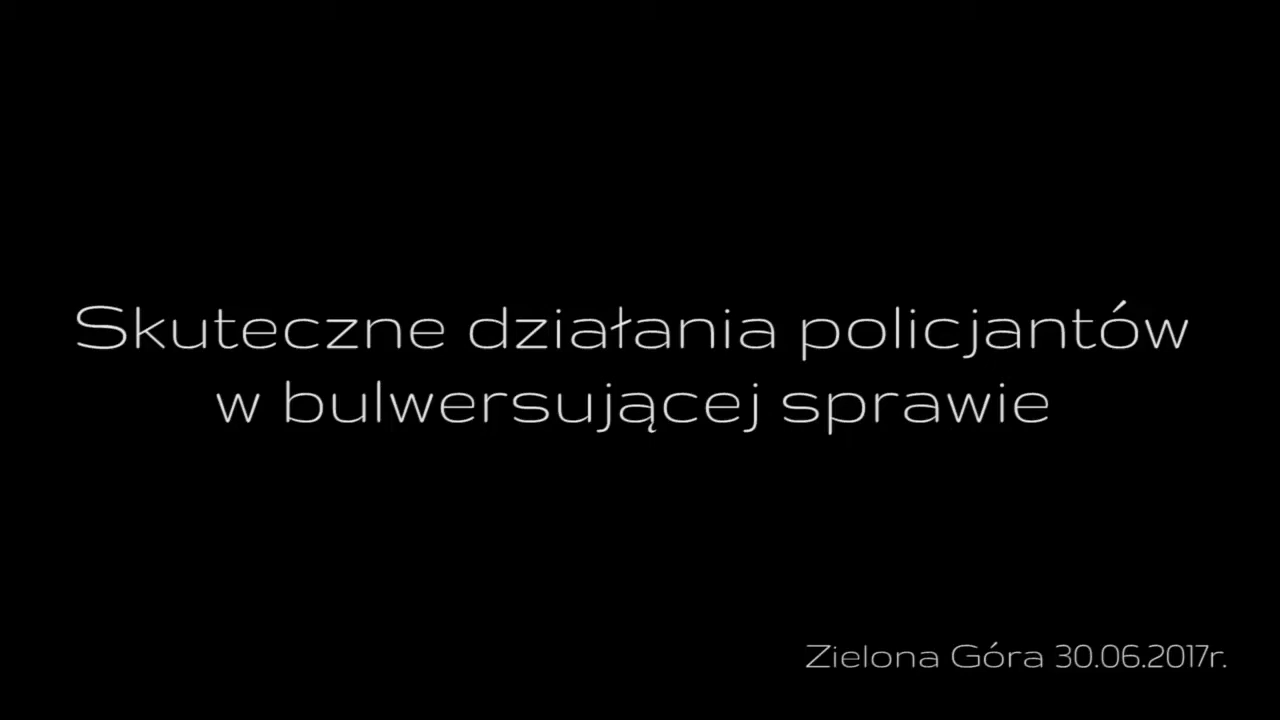 Skuteczne działania policjantów
w bulwersującej sprawie
Zielona Góra 30.06.2017r.